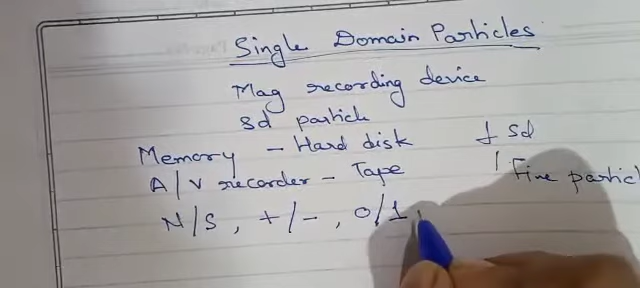 Single Domain Particles
Mag recording device
Sd particle
Memory - Hard disk
A/V recorder - Tape
N/S, +/-, 0/1,
Sd
Fine partic